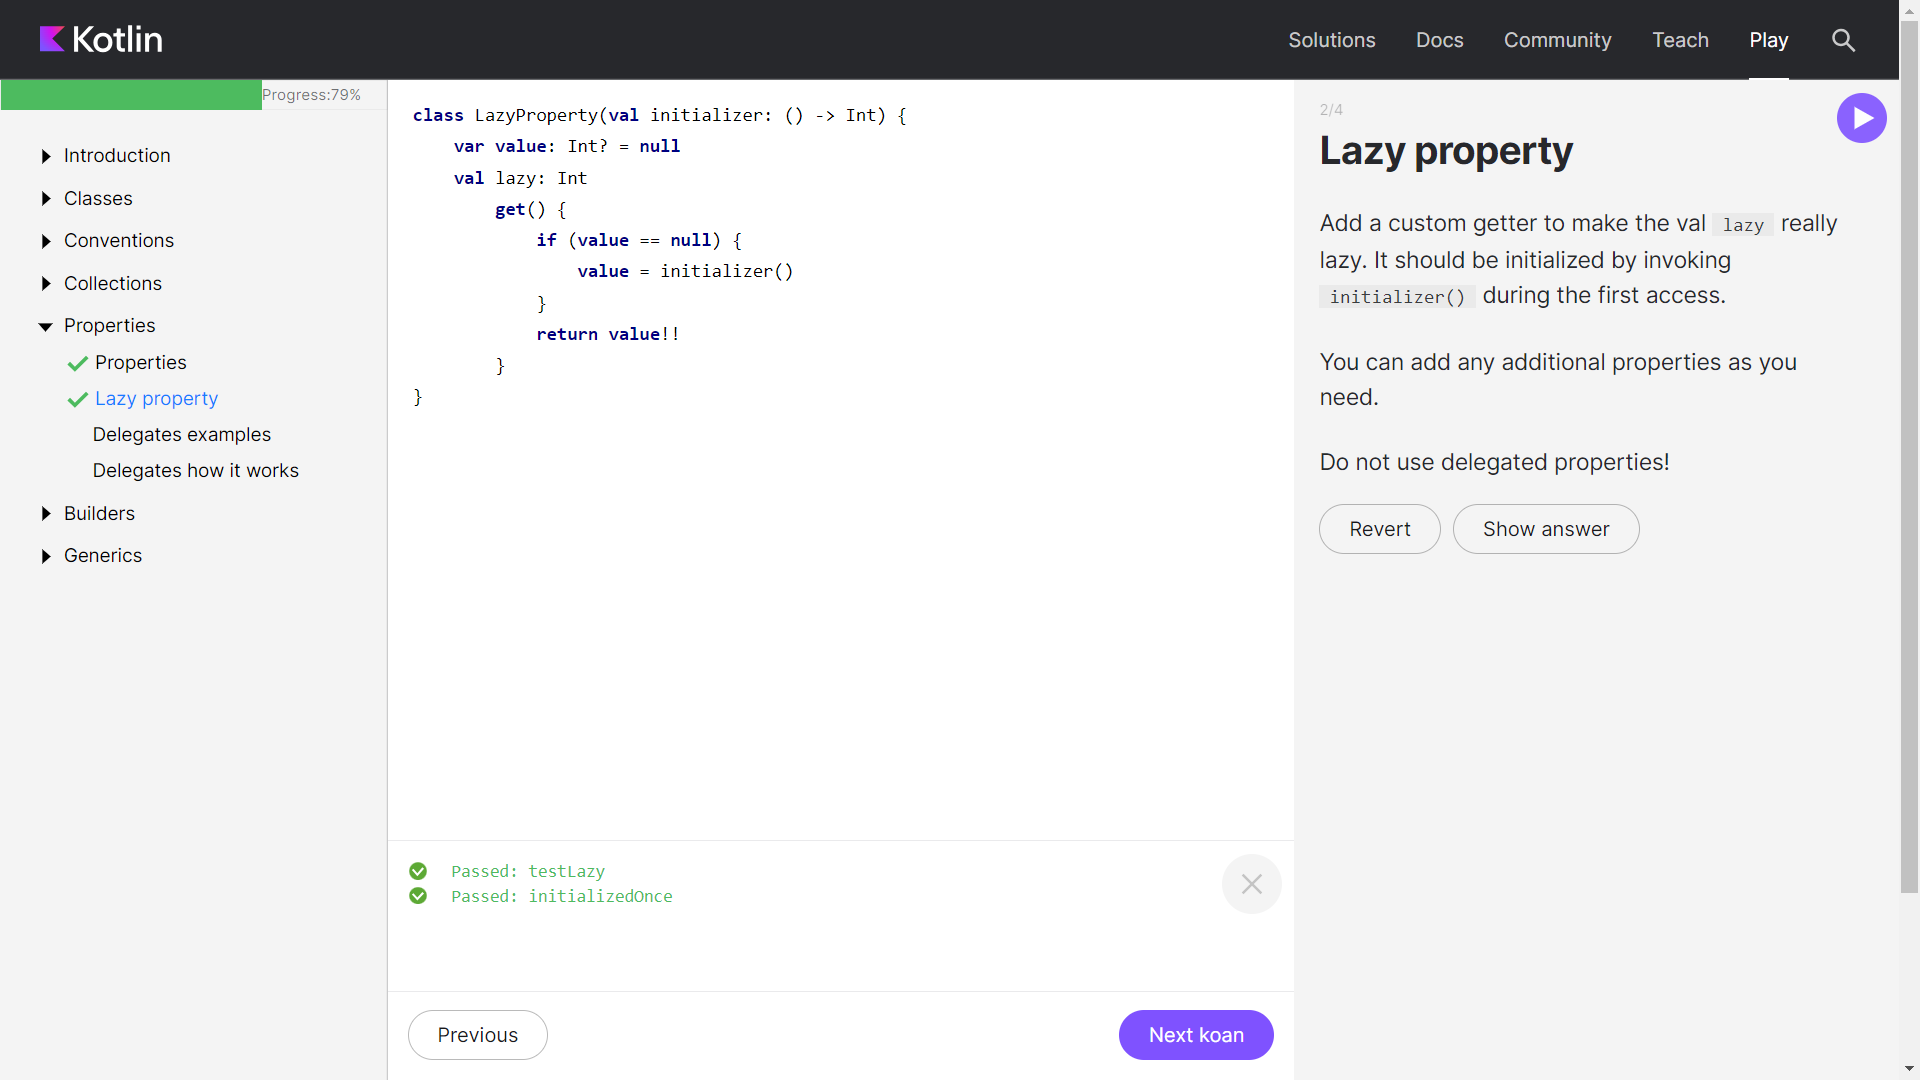 Kotlin
Solutions Docs Community Teach Play
Progress:79%
Introduction
Classes
Conventions
Collections
Properties
Properties
Lazy property
Delegates examples
Delegates how it works
Builders
Generics
class LazyProperty(val initializer: () -> Int) {
    var value: Int? = null
    val lazy: Int
        get() {
            if (value == null) {
                value = initializer()
            }
            return value!!
        }
}
Passed: testLazy
Passed: initializedOnce
Previous
Next koan
2/4
Lazy property
Add a custom getter to make the val lazy really
lazy. It should be initialized by invoking
initializer() during the first access.
You can add any additional properties as you
need.
Do not use delegated properties!
Revert
Show answer